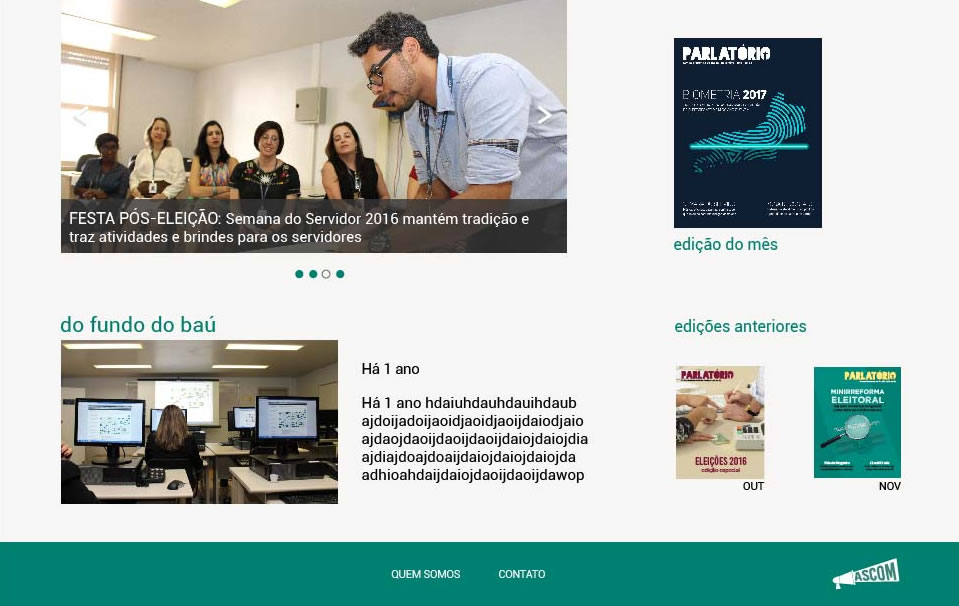 FESTA PÓS-ELEIÇÃO: Semana do Servidor 2016 mantém tradição e
traz atividades e brindes para os servidores
PARLATÓRIO
BIOMETRIA 2017
edição do mês
do fundo do baú
Há 1 ano
Há 1 ano hdaiuhdauhdauihdaub
ajdoijadoijaoidjaoidjaoijdaiodjaio
ajdaojdaoijdaoijdaoijdaiojdaiojdia
ajdiajdoajdoaijdaiojdaiojdaiojda
adhioahdaijdaiojdaoijdaoijdawop
edições anteriores
PARLATÓRIO
ELEIÇÕES 2016
edição especial
OUT
PARLATÓRIO
MINIRREFORMA
ELEITORAL
NOV
QUEM SOMOS
CONTATO
ASCOM